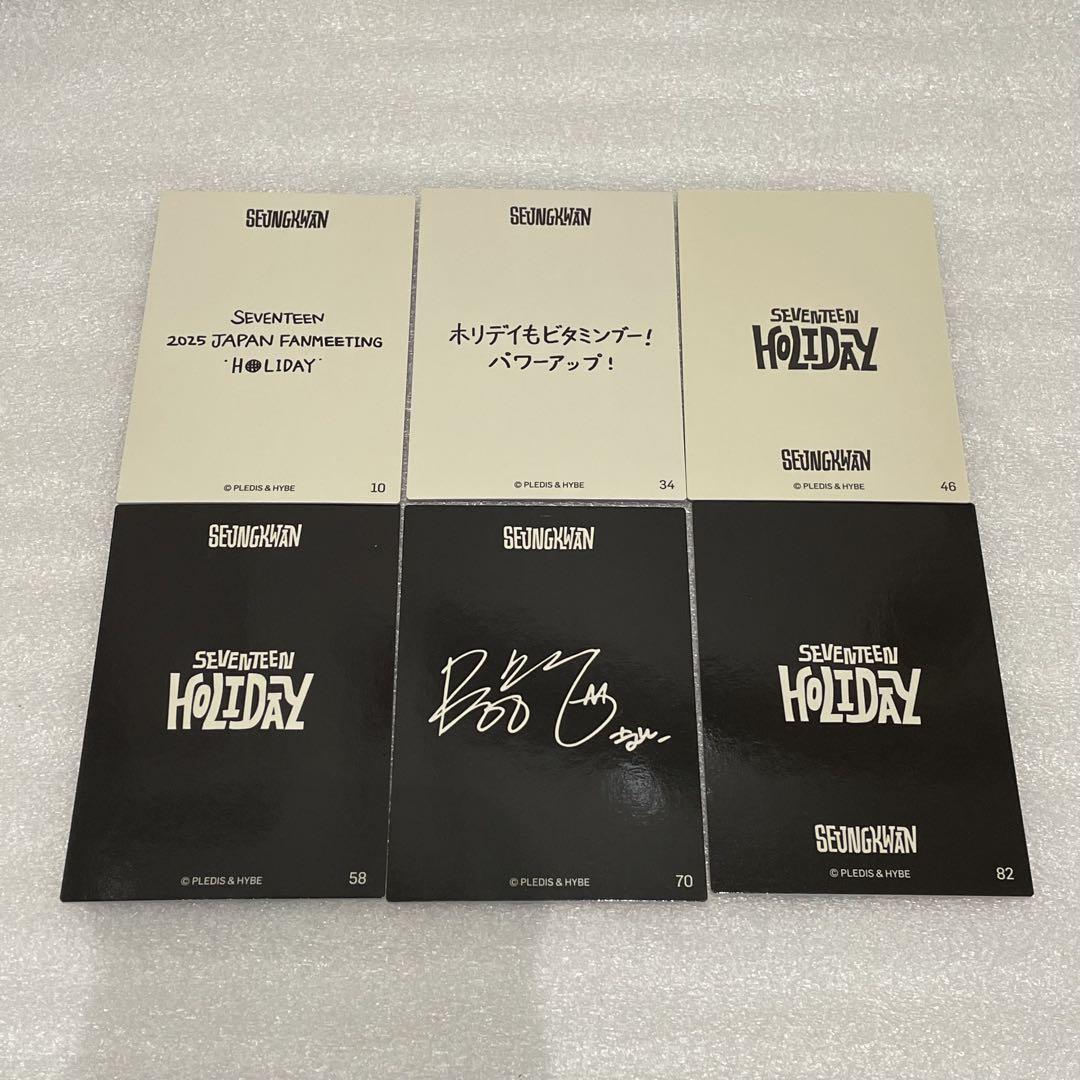 SEUNGKWAN
SEVENTEEN
2025 JAPAN FANMEETING
'HOLIDAY'
© PLEDIS & HYBE
10
SEUNGKWAN
ホリデイもビタミンブー!
パワーアップ!
© PLEDIS & HYBE
34
SEVENTEEN
HOLIDAY
SEUNGKWAN
© PLEDIS & HYBE
46
SEUNGKWAN
SEVENTEEN
HOLIDAY
© PLEDIS & HYBE
58
SEUNGKWAN
© PLEDIS & HYBE
70
SEVENTEEN
HOLIDAY
SEUNGKWAN
© PLEDIS & HYBE
82